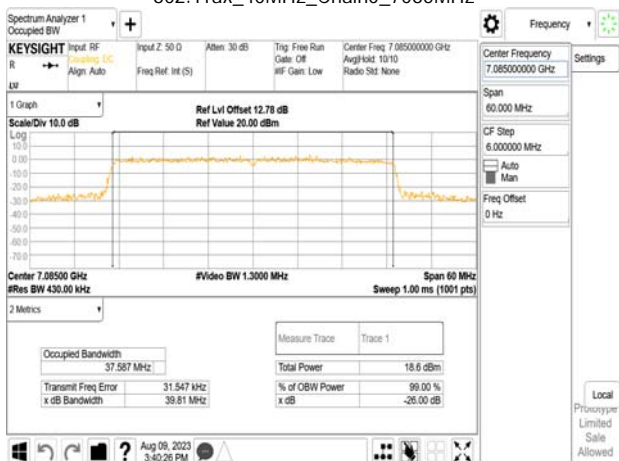 Spectrum Analyzer 1
Occupied BW
Frequency
KEYSIGHT
Input: RF
Coupling: DC
Align: Auto
Input Z: 50 Ω
Freq Ref: Int (S)
Atten: 30 dB
Trig: Free Run
Gate: Off
#IF Gain: Low
Center Freq: 7.085000000 GHz
Avg|Hold: 10/10
Radio Std: None
R
LVI
Center Frequency
7.085000000 GHz
Settings
Span
60.000 MHz
CF Step
6.000000 MHz
Auto
Man
Freq Offset
0 Hz
1 Graph
Scale/Div 10.0 dB
Ref Lvl Offset 12.78 dB
Ref Value 20.00 dBm
Log
10.0
0.00
-10.0
-20.0
-30.0
-40.0
-50.0
-60.0
-70.0
Center 7.08500 GHz
#Res BW 430.00 kHz
#Video BW 1.3000 MHz
Span 60 MHz
Sweep 1.00 ms (1001 pts)
2 Metrics
Measure Trace Trace 1
Occupied Bandwidth
37.587 MHz
Total Power 18.6 dBm
Transmit Freq Error 31.547 kHz
% of OBW Power 99.00 %
x dB Bandwidth 39.81 MHz
x dB -26.00 dB
Local
Prototype
Limited
Sale
Allowed
Aug 09, 2023
3:40:26 PM